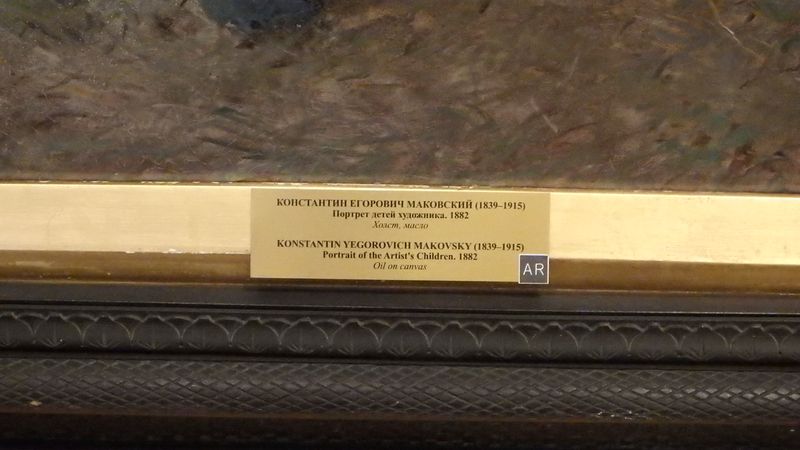 КОНСТАНТИН ЕГОРОВИЧ МАКОВСКИЙ (1839–1915)
Портрет детей художника. 1882
Холст, масло
KONSTANTIN YEGOROVICH MAKOVSKY (1839–1915)
Portrait of the Artist's Children. 1882
Oil on canvas
AR